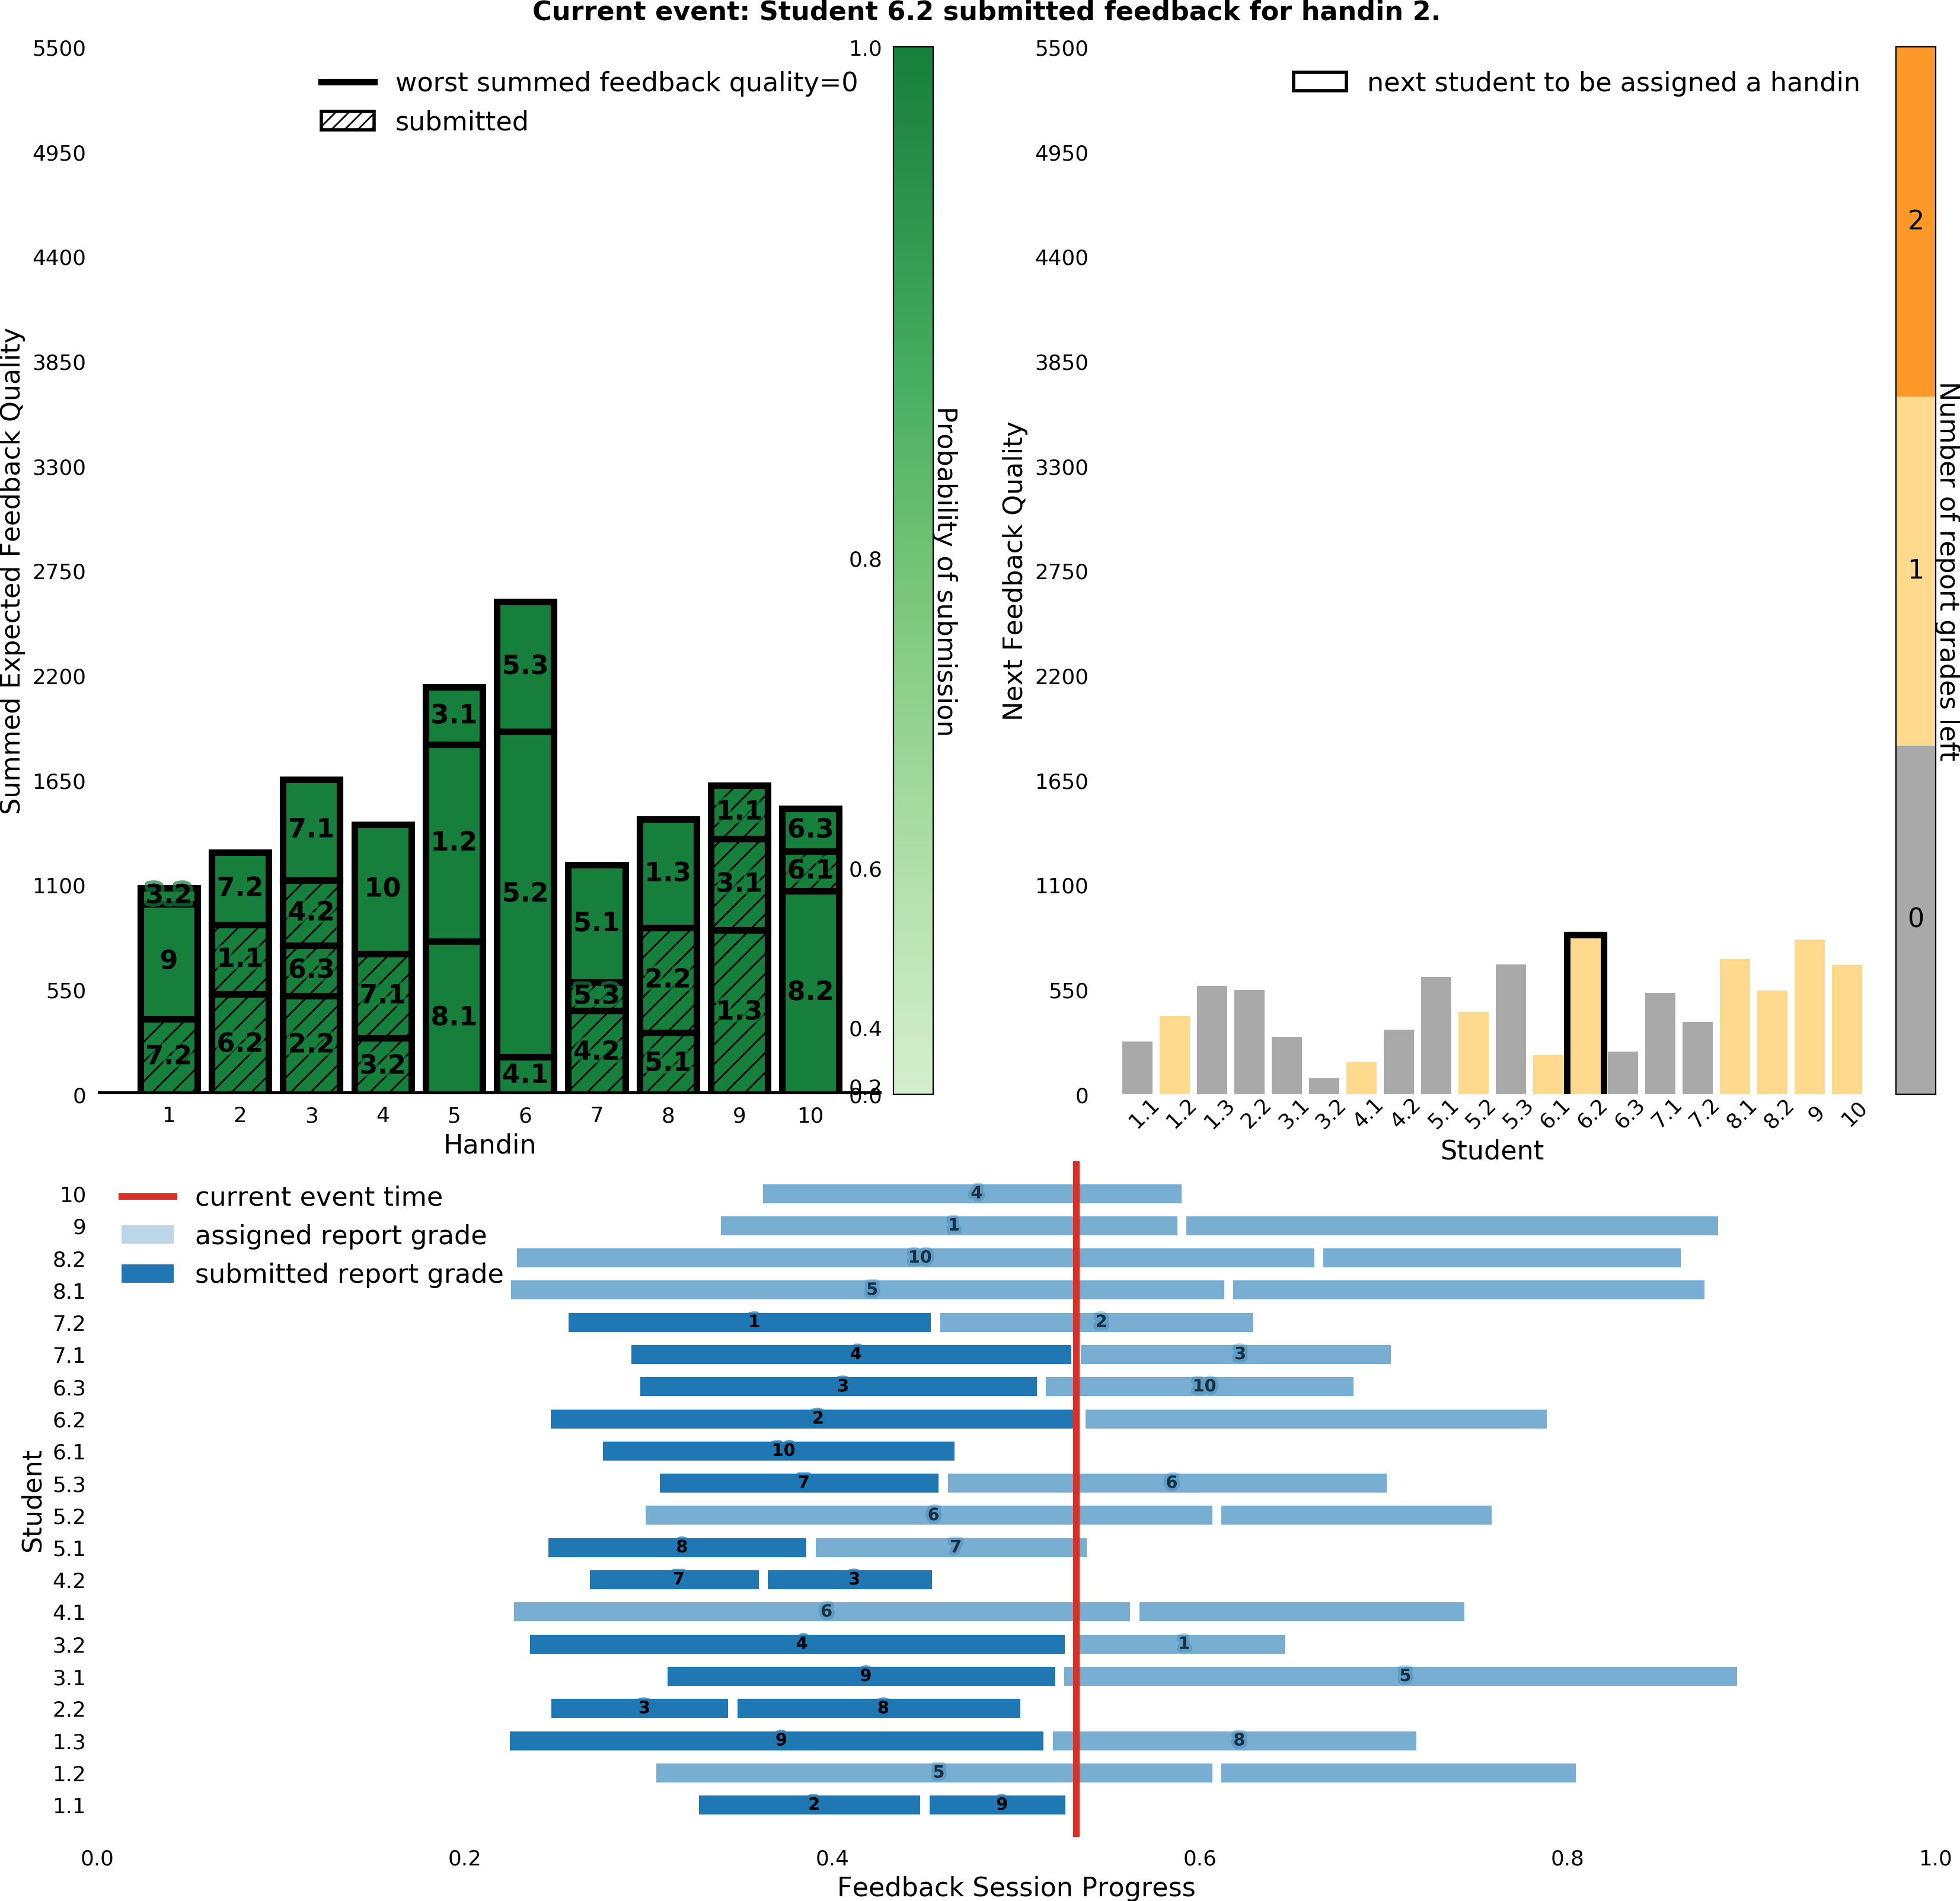 Current event: Student 6.2 submitted feedback for handin 2.
5500
4950
4400
3850
3300
2750
2200
1650
1100
550
0
Summed Expected Feedback Quality
worst summed feedback quality=0
submitted
3.2
9
7.2
7.2
1.1
6.2
7.1
4.2
6.3
2.2
10
7.1
3.2
3.1
1.2
8.1
5.3
5.2
4.1
5.1
5.3
4.2
1.3
2.2
5.1
1.1
3.1
1.3
6.3
6.1
8.2
1 2 3 4 5 6 7 8 9 10
Handin
1.0
0.8
0.6
0.4
0.2
0.0
Probability of submission
5500
4950
4400
3850
3300
2750
2200
1650
1100
550
0
Next Feedback Quality
next student to be assigned a handin
1.1 1.2 1.3 2.2 3.1 3.2 4.1 4.2 5.1 5.2 5.3 6.1 6.2 6.3 7.1 7.2 8.1 8.2 9 10
Student
2
1
0
Number of report grades left
current event time
assigned report grade
submitted report grade
Student
10 4
9 1
8.2 10
8.1 5
7.2 1 2
7.1 4 3
6.3 3 10
6.2 2
6.1 10
5.3 7 6
5.2 6
5.1 8 7
4.2 7 3
4.1 6
3.2 4 1
3.1 9 5
2.2 3 8
1.3 9 8
1.2 5
1.1 2 9
0.0 0.2 0.4 0.6 0.8 1.0
Feedback Session Progress